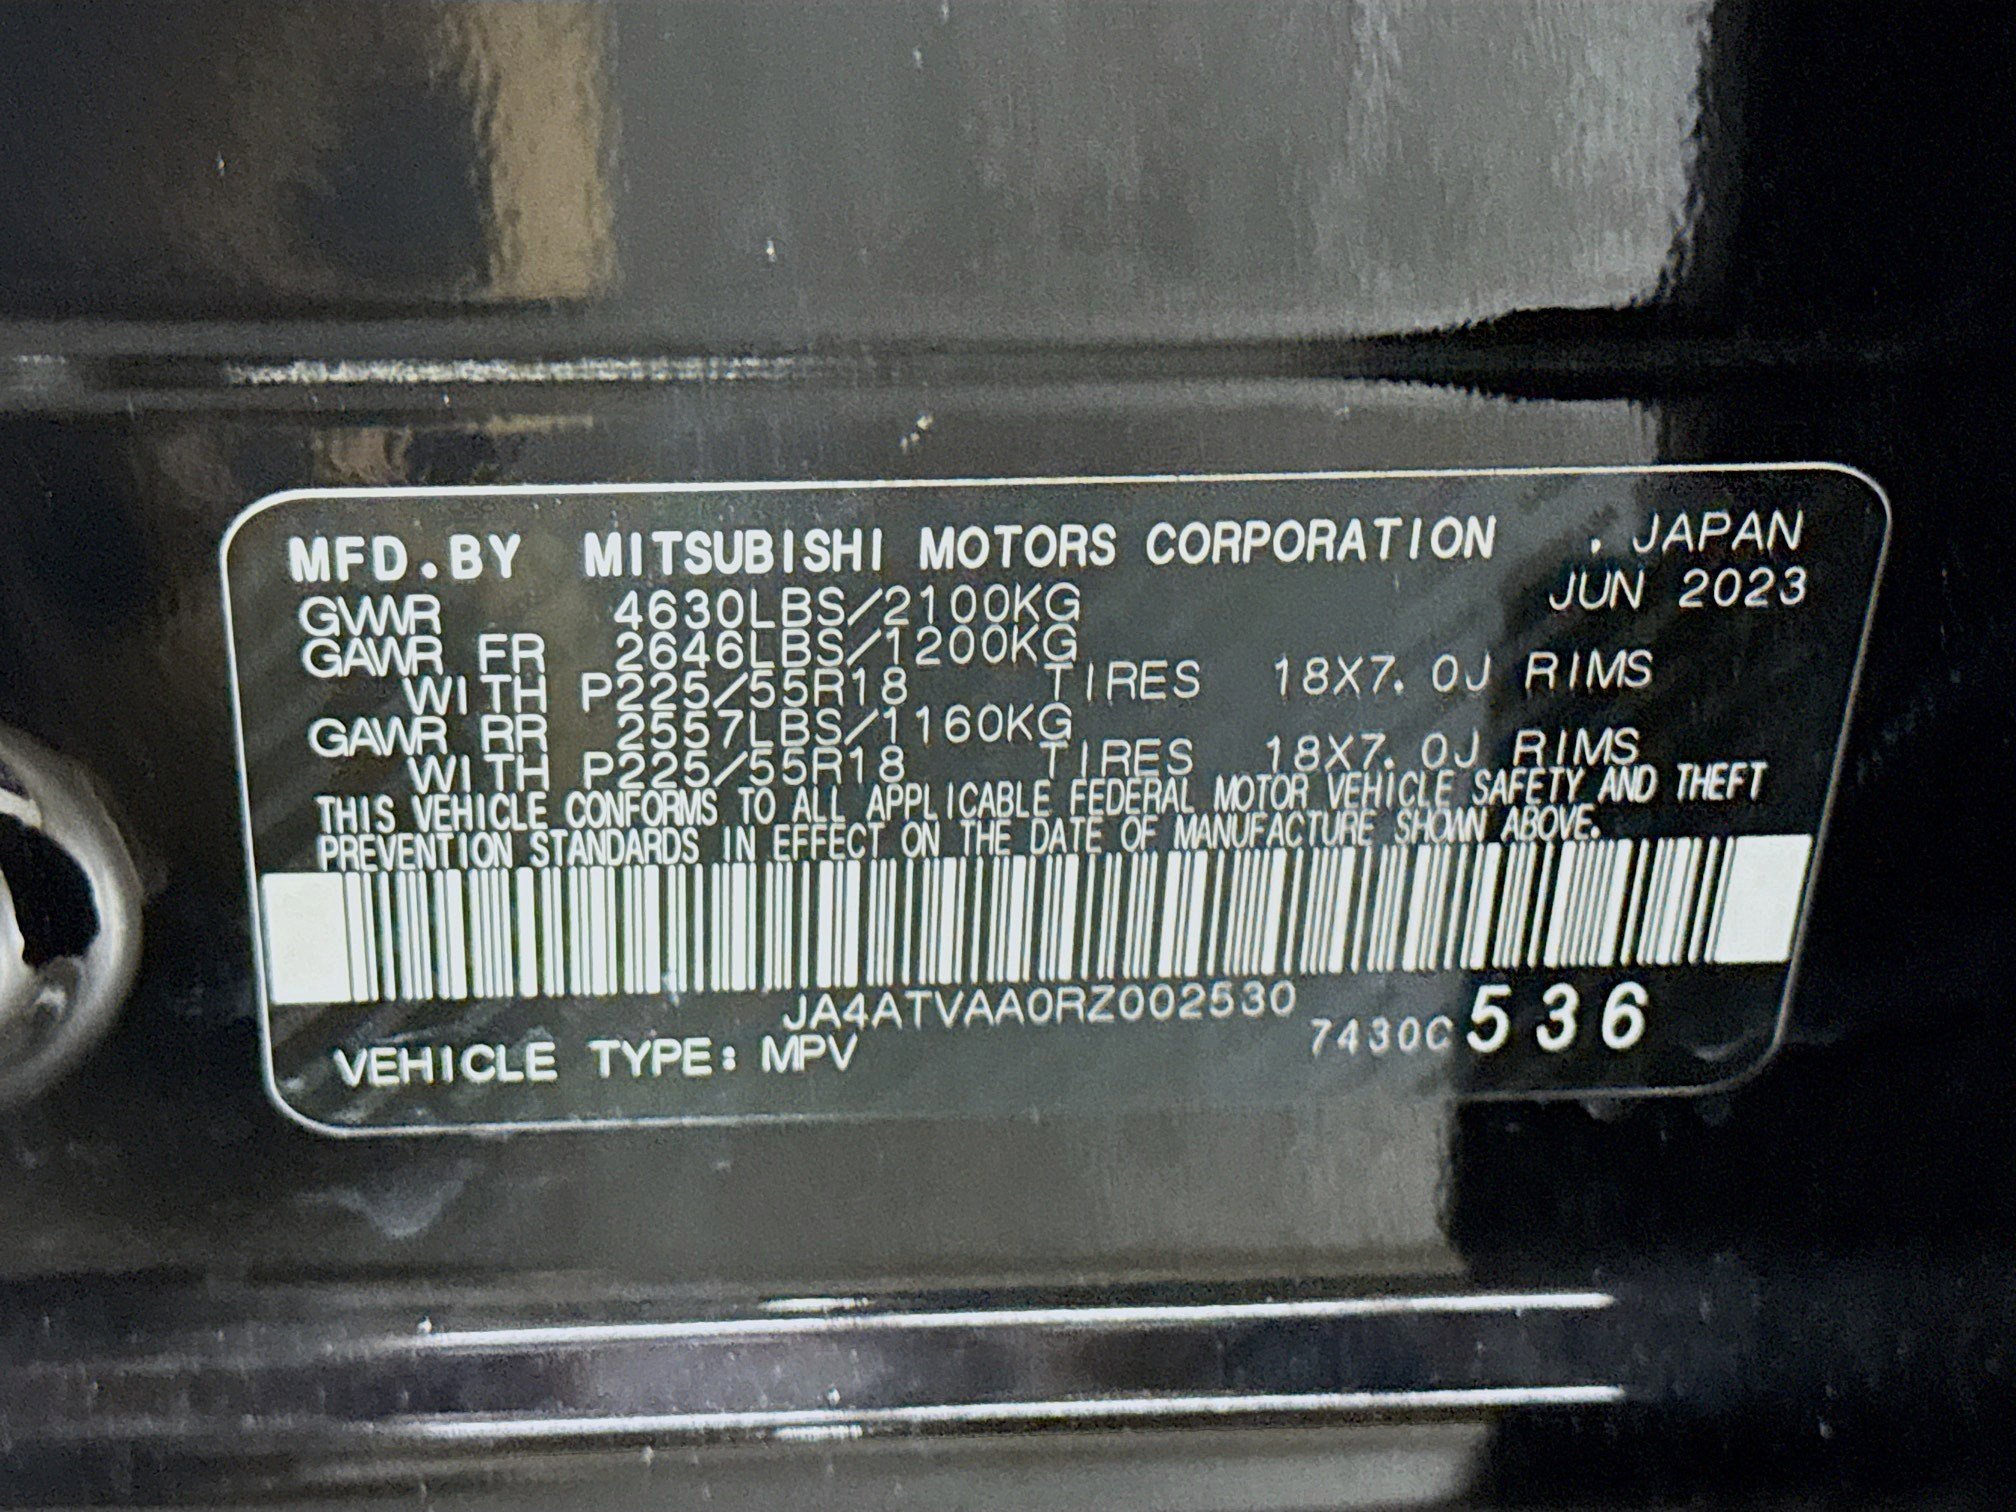 MFD.BY MITSUBISHI MOTORS CORPORATION , JAPAN
JUN 2023
GVWR 4630LBS/2100KG
GAWR FR 2646LBS/1200KG
WITH P225/55R18 TIRES 18X7.0J RIMS
GAWR RR 2557LBS/1160KG
WITH P225/55R18 TIRES 18X7.0J RIMS
THIS VEHICLE CONFORMS TO ALL APPLICABLE FEDERAL MOTOR VEHICLE SAFETY AND THEFT
PREVENTION STANDARDS IN EFFECT ON THE DATE OF MANUFACTURE SHOWN ABOVE.
JA4ATVAA0RZ002530
VEHICLE TYPE: MPV 7430C 536